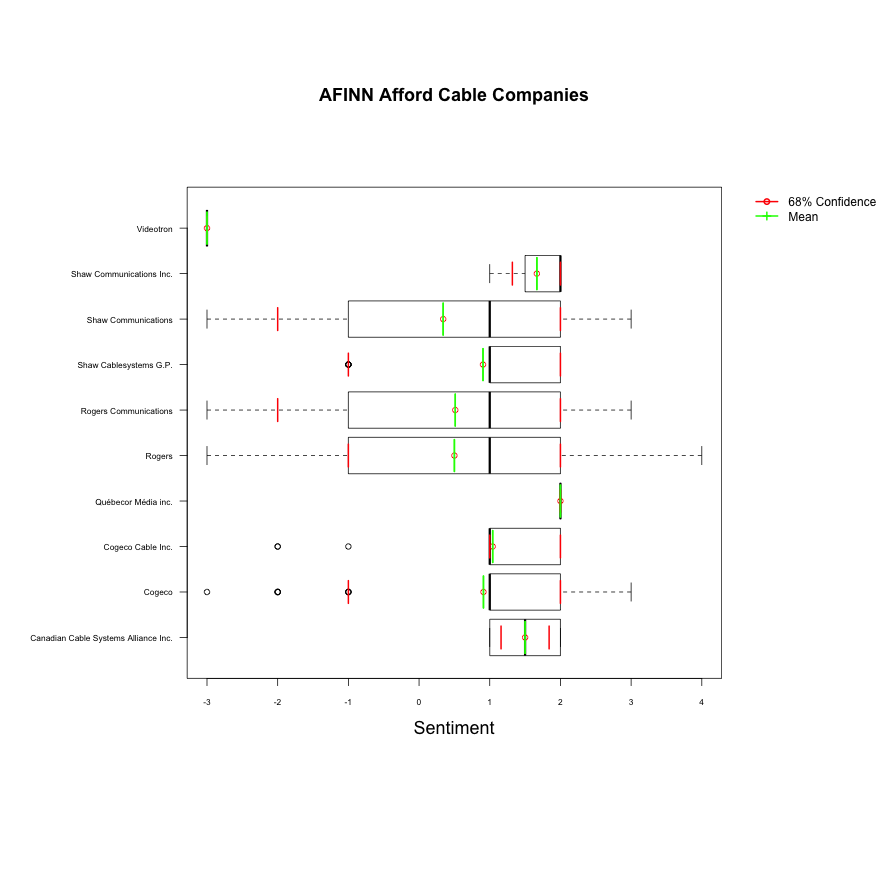 AFINN Afford Cable Companies
68% Confidence
Mean
Videotron
Shaw Communications Inc.
Shaw Communications
Shaw Cablesystems G.P.
Rogers Communications
Rogers
Québecor Média inc.
Cogeco Cable Inc.
Cogeco
Canadian Cable Systems Alliance Inc.
-3 -2 -1 0 1 2 3 4
Sentiment